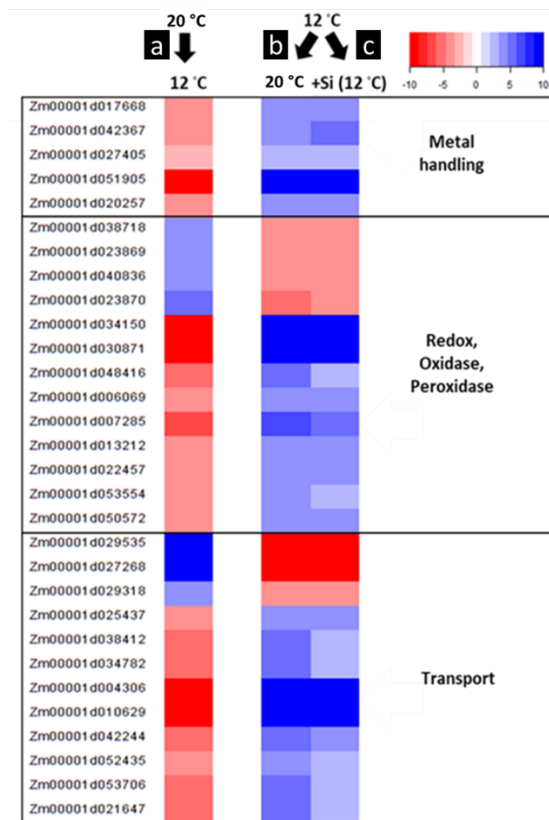 20 °C
12 °C
a
b
c
12 °C
20 °C
+Si (12 °C)
-10
-5
0
5
10
Zm00001d017668
Zm00001d042367
Zm00001d027405
Zm00001d051905
Zm00001d020257
Metal
handling
Zm00001d038718
Zm00001d023869
Zm00001d040836
Zm00001d023870
Zm00001d034150
Zm00001d030871
Zm00001d048416
Zm00001d006069
Zm00001d007285
Zm00001d013212
Zm00001d022457
Zm00001d053554
Zm00001d050572
Redox,
Oxidase,
Peroxidase
Zm00001d029535
Zm00001d027268
Zm00001d029318
Zm00001d025437
Zm00001d038412
Zm00001d034782
Zm00001d004306
Zm00001d010629
Zm00001d042244
Zm00001d052435
Zm00001d053706
Zm00001d021647
Transport